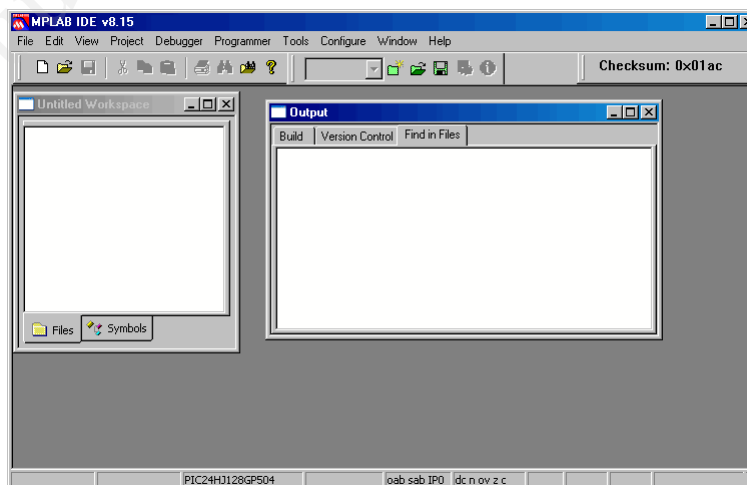 MPLAB IDE v8.15
File Edit View Project Debugger Programmer Tools Configure Window Help
Checksum: 0x01ac
Untitled Workspace
Output
Build Version Control Find in Files
Files Symbols
PIC24HJ128GP504 oab sab IP0 dc n ov z c